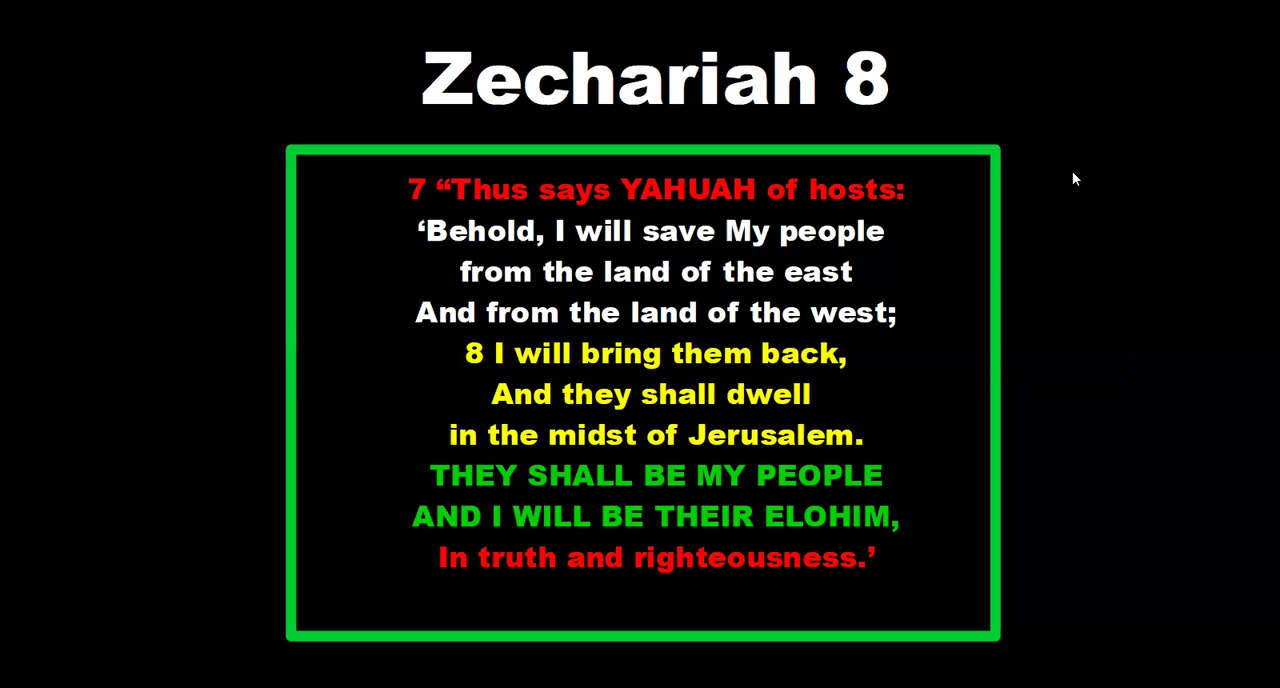 Zechariah 8
7 “Thus says YAHUAH of hosts:
‘Behold, I will save My people
from the land of the east
And from the land of the west;
8 I will bring them back,
And they shall dwell
in the midst of Jerusalem.
THEY SHALL BE MY PEOPLE
AND I WILL BE THEIR ELOHIM,
In truth and righteousness.’